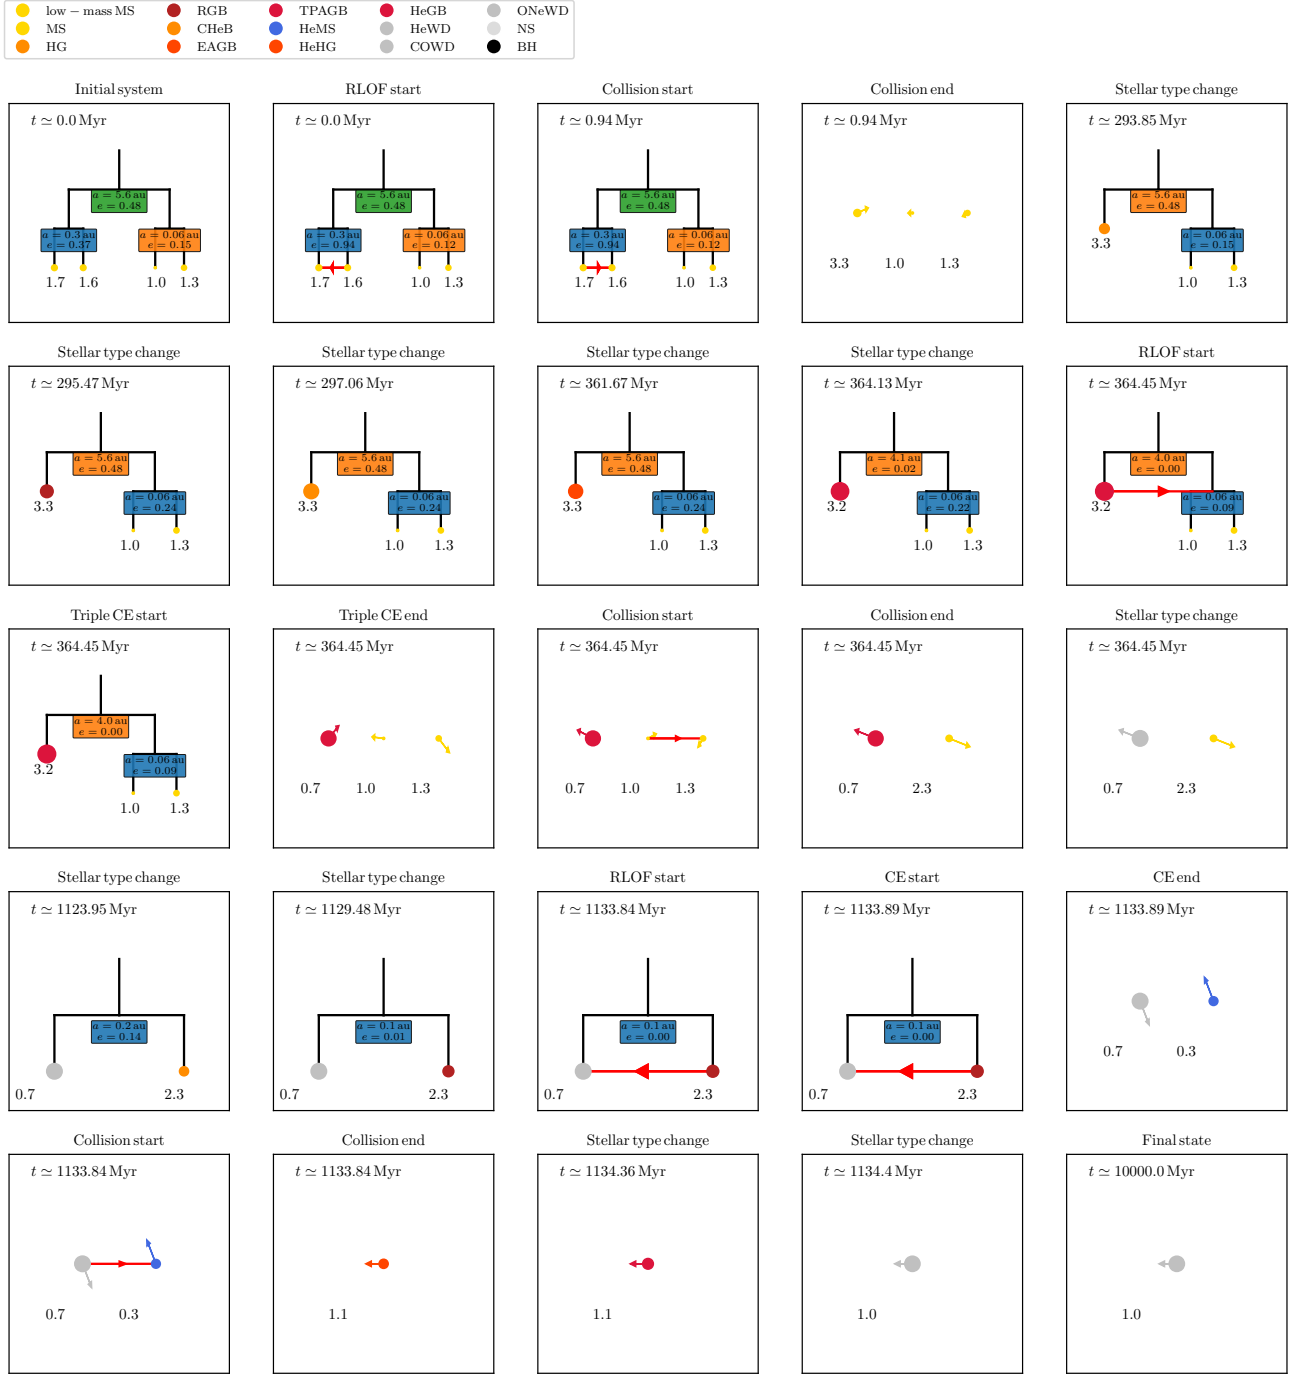 low − mass MS RGB TPAGB HeGB ONeWD
MS CHeB HeMS HeWD NS
HG EAGB HeHG COWD BH
Initial system
t ≃ 0.0 Myr
a = 5.6 au
e = 0.48
a = 0.3 au
e = 0.37
a = 0.06 au
e = 0.15
1.7 1.6 1.0 1.3
RLOF start
t ≃ 0.0 Myr
a = 5.6 au
e = 0.48
a = 0.3 au
e = 0.94
a = 0.06 au
e = 0.12
1.7 1.6 1.0 1.3
Collision start
t ≃ 0.94 Myr
a = 5.6 au
e = 0.48
a = 0.3 au
e = 0.94
a = 0.06 au
e = 0.12
1.7 1.6 1.0 1.3
Collision end
t ≃ 0.94 Myr
3.3 1.0 1.3
Stellar type change
t ≃ 293.85 Myr
a = 5.6 au
e = 0.48
3.3
a = 0.06 au
e = 0.15
1.0 1.3
Stellar type change
t ≃ 295.47 Myr
a = 5.6 au
e = 0.48
3.3
a = 0.06 au
e = 0.24
1.0 1.3
Stellar type change
t ≃ 297.06 Myr
a = 5.6 au
e = 0.48
3.3
a = 0.06 au
e = 0.24
1.0 1.3
Stellar type change
t ≃ 361.67 Myr
a = 5.6 au
e = 0.48
3.3
a = 0.06 au
e = 0.24
1.0 1.3
Stellar type change
t ≃ 364.13 Myr
a = 4.1 au
e = 0.02
3.2
a = 0.06 au
e = 0.22
1.0 1.3
RLOF start
t ≃ 364.45 Myr
a = 4.0 au
e = 0.00
3.2
a = 0.06 au
e = 0.09
1.0 1.3
Triple CE start
t ≃ 364.45 Myr
a = 4.0 au
e = 0.00
3.2
a = 0.06 au
e = 0.09
1.0 1.3
Triple CE end
t ≃ 364.45 Myr
0.7 1.0 1.3
Collision start
t ≃ 364.45 Myr
0.7 1.0 1.3
Collision end
t ≃ 364.45 Myr
0.7 2.3
Stellar type change
t ≃ 364.45 Myr
0.7 2.3
Stellar type change
t ≃ 1123.95 Myr
a = 0.2 au
e = 0.14
0.7 2.3
Stellar type change
t ≃ 1129.48 Myr
a = 0.1 au
e = 0.01
0.7 2.3
RLOF start
t ≃ 1133.84 Myr
a = 0.1 au
e = 0.00
0.7 2.3
CE start
t ≃ 1133.89 Myr
a = 0.1 au
e = 0.00
0.7 2.3
CE end
t ≃ 1133.89 Myr
0.7 0.3
Collision start
t ≃ 1133.84 Myr
0.7 0.3
Collision end
t ≃ 1133.84 Myr
1.1
Stellar type change
t ≃ 1134.36 Myr
1.1
Stellar type change
t ≃ 1134.4 Myr
1.0
Final state
t ≃ 10000.0 Myr
1.0